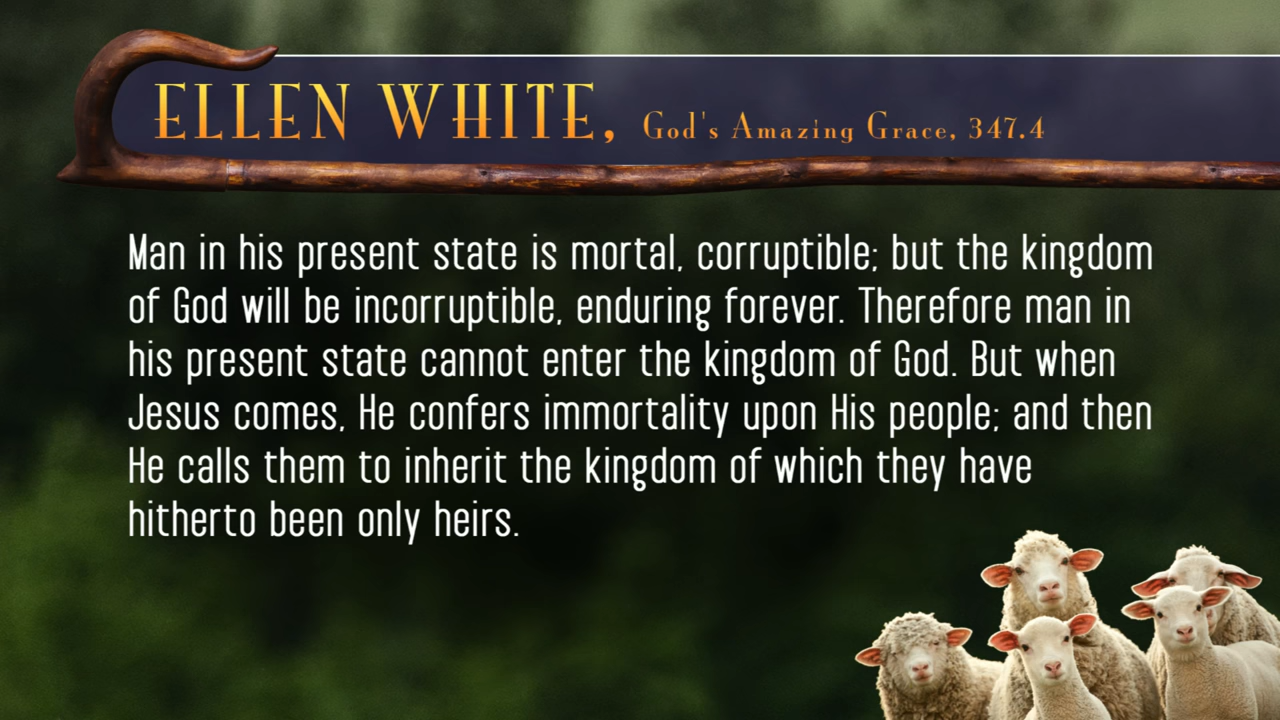 ELLEN WHITE, God's Amazing Grace, 347.4
Man in his present state is mortal, corruptible; but the kingdom
of God will be incorruptible, enduring forever. Therefore man in
his present state cannot enter the kingdom of God. But when
Jesus comes, He confers immortality upon His people; and then
He calls them to inherit the kingdom of which they have
hitherto been only heirs.